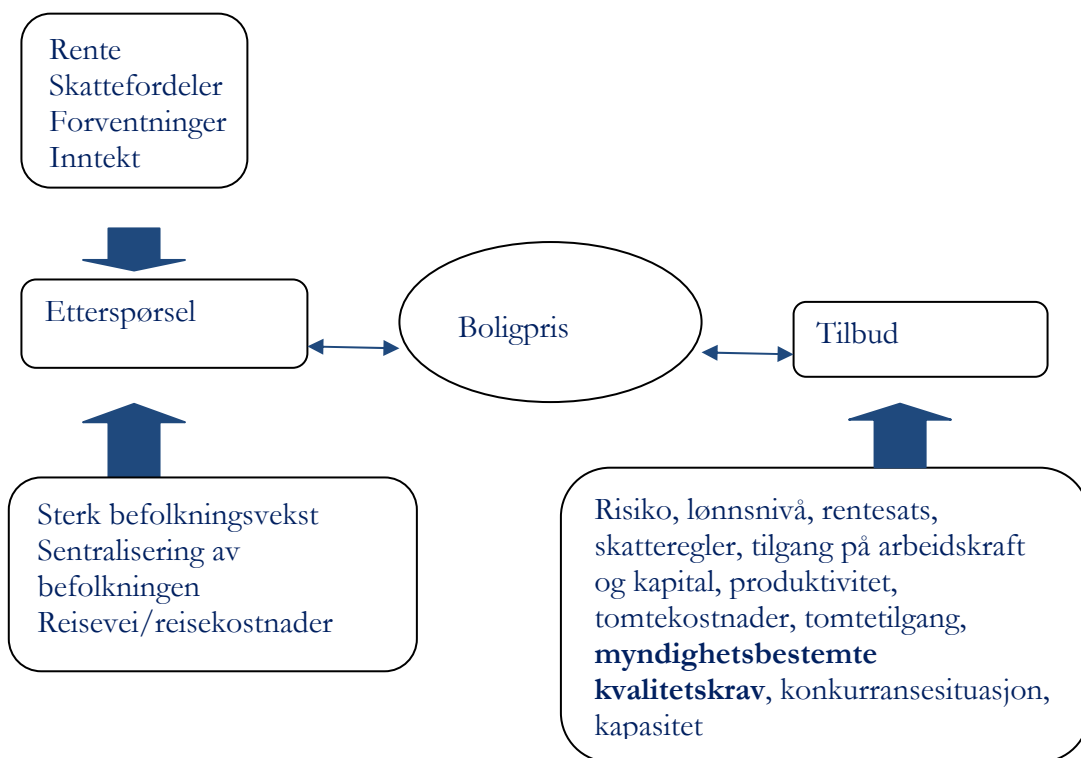 Rente
Skattefordeler
Forventninger
Inntekt
Etterspørsel
Boligpris
Tilbud
Sterk befolkningsvekst
Sentralisering av
befolkningen
Reisevei/reisekostnader
Risiko, lønnsnivå, rentesats,
skatteregler, tilgang på arbeidskraft
og kapital, produktivitet,
tomtekostnader, tomtetilgang,
myndighetsbestemte
kvalitetskrav, konkurransesituasjon,
kapasitet